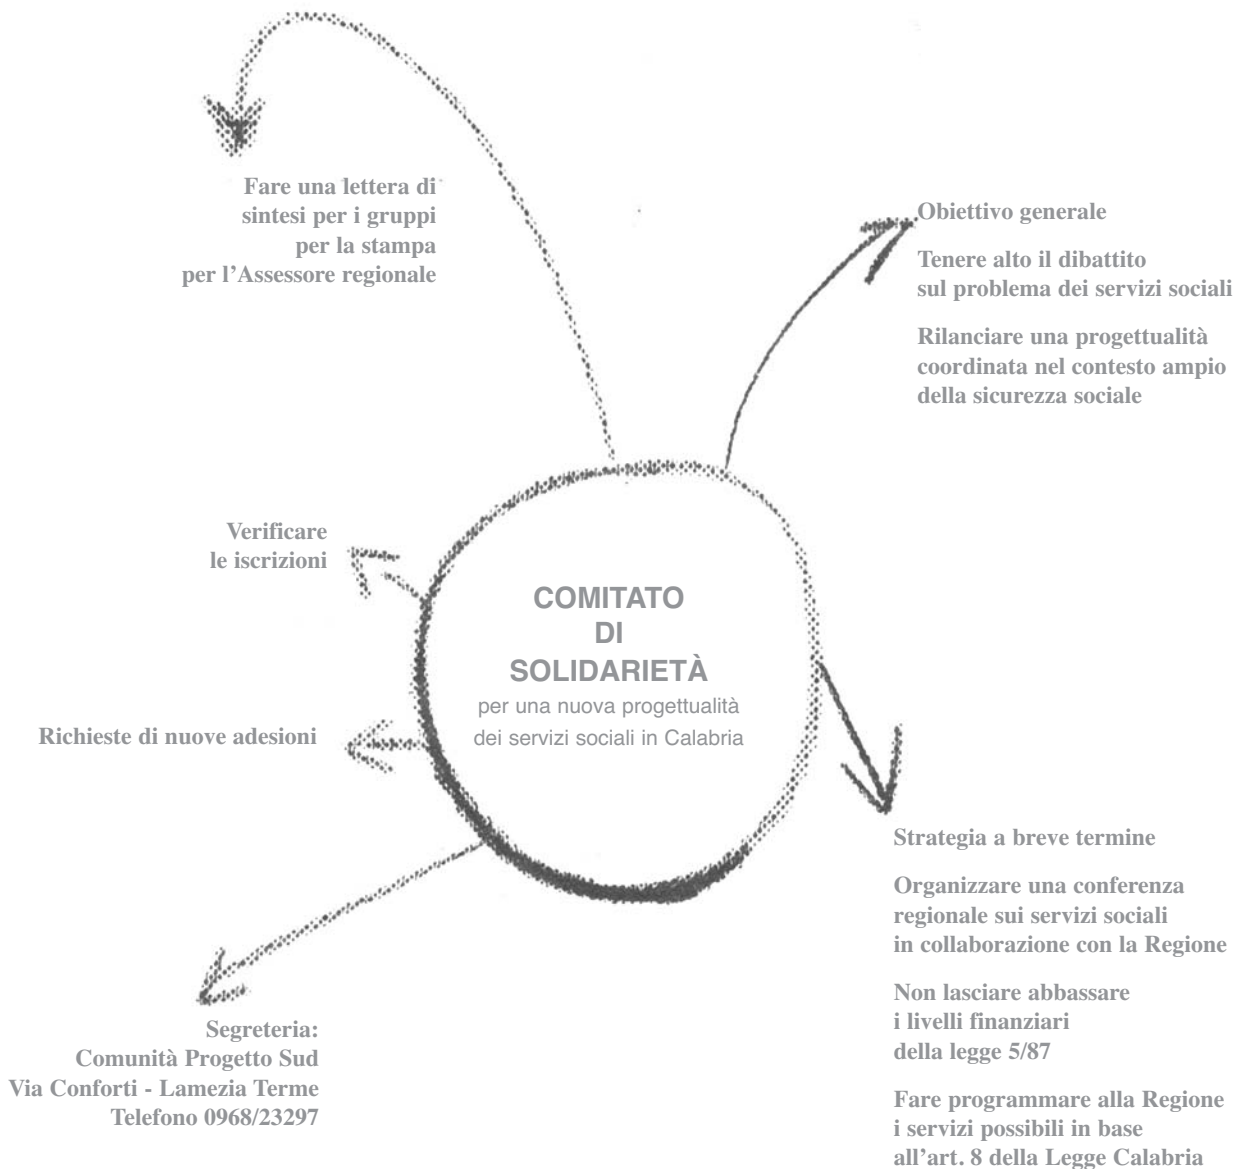 Fare una lettera di
sintesi per i gruppi
per la stampa
per l'Assessore regionale
Obiettivo generale
Tenere alto il dibattito
sul problema dei servizi sociali
Rilanciare una progettualità
coordinata nel contesto ampio
della sicurezza sociale
Verificare
le iscrizioni
COMITATO
DI
SOLIDARIETÀ
per una nuova progettualità
dei servizi sociali in Calabria
Richieste di nuove adesioni
Strategia a breve termine
Organizzare una conferenza
regionale sui servizi sociali
in collaborazione con la Regione
Non lasciare abbassare
i livelli finanziari
della legge 5/87
Fare programmare alla Regione
i servizi possibili in base
all'art. 8 della Legge Calabria
Segreteria:
Comunità Progetto Sud
Via Conforti - Lamezia Terme
Telefono 0968/23297